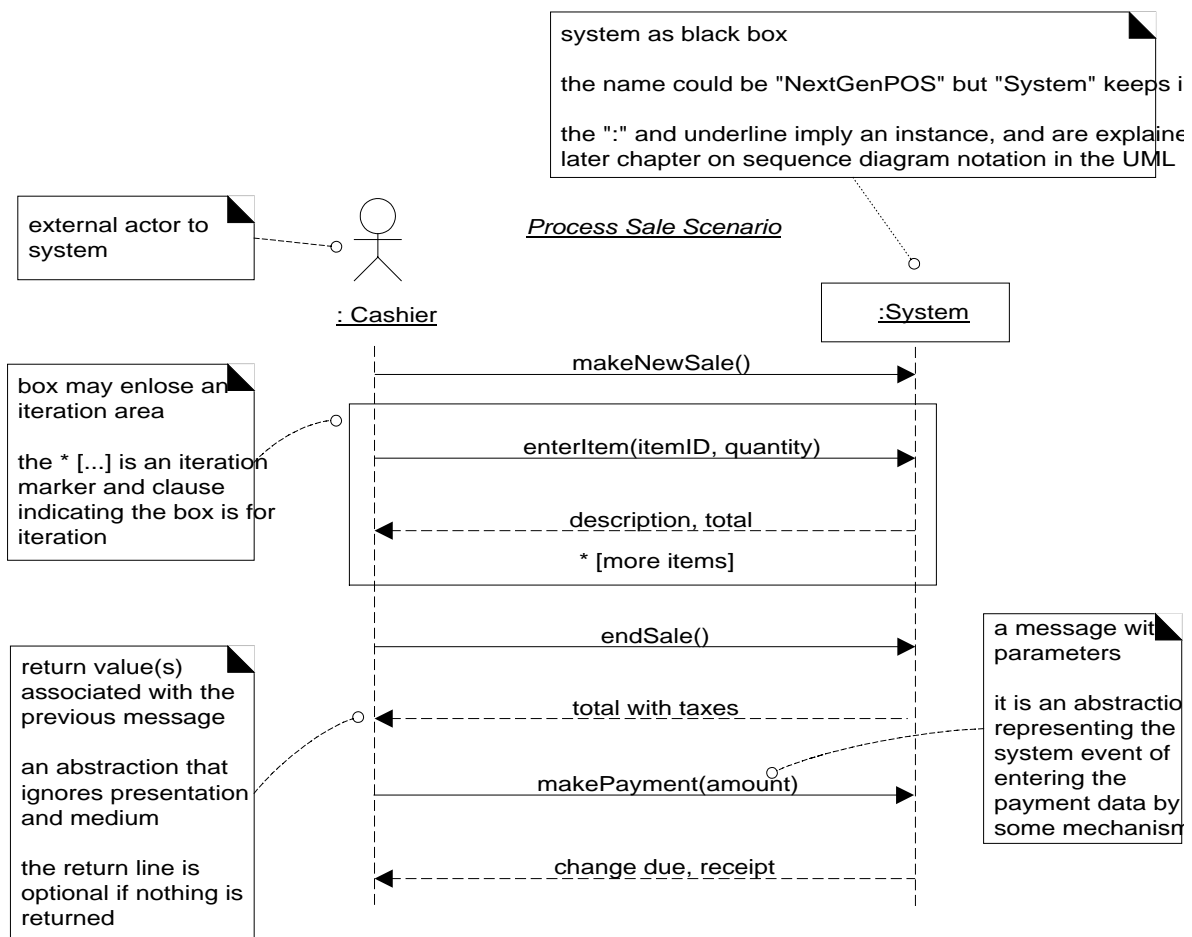 system as black box
the name could be "NextGenPOS" but "System" keeps
the ":" and underline imply an instance, and are
later chapter on sequence diagram notation in the UML
external actor to
system
Process Sale Scenario
: Cashier
:System
makeNewSale()
box may enlose an
iteration area
the * [...] is an iteration
marker and clause
indicating the box is for
iteration
enterItem(itemID, quantity)
description, total
* [more items]
endSale()
return value(s)
associated with the
previous message
an abstraction that
ignores presentation
and medium
the return line is
optional if nothing is
returned
total with taxes
makePayment(amount)
change due, receipt
a message
parameters
it is an
representing the
system event of
entering the
payment data by
some mechanism